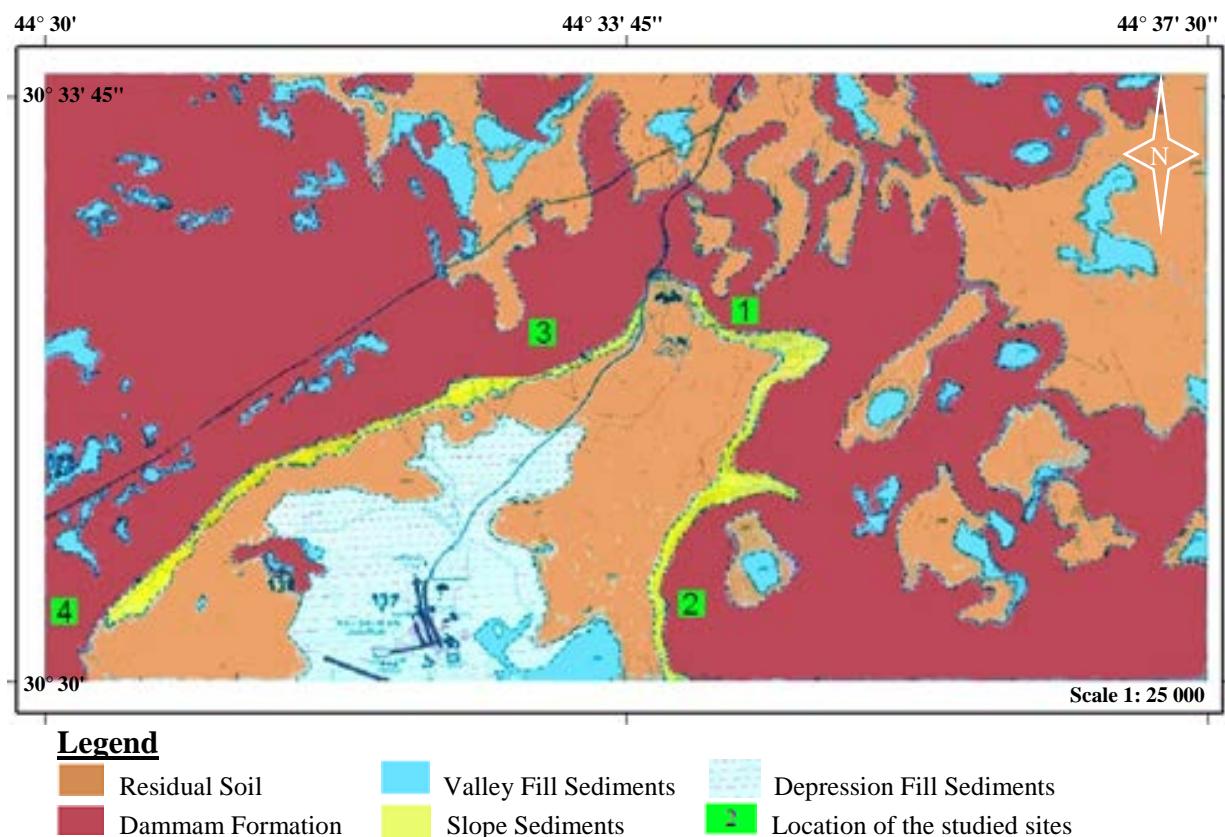 44° 30' 44° 33' 45" 44° 37' 30"
30° 33' 45"
N
1
3
4
2
137
30° 30'
Scale 1: 25 000
Legend
Residual Soil Valley Fill Sediments Depression Fill Sediments
Dammam Formation Slope Sediments 2 Location of the studied sites